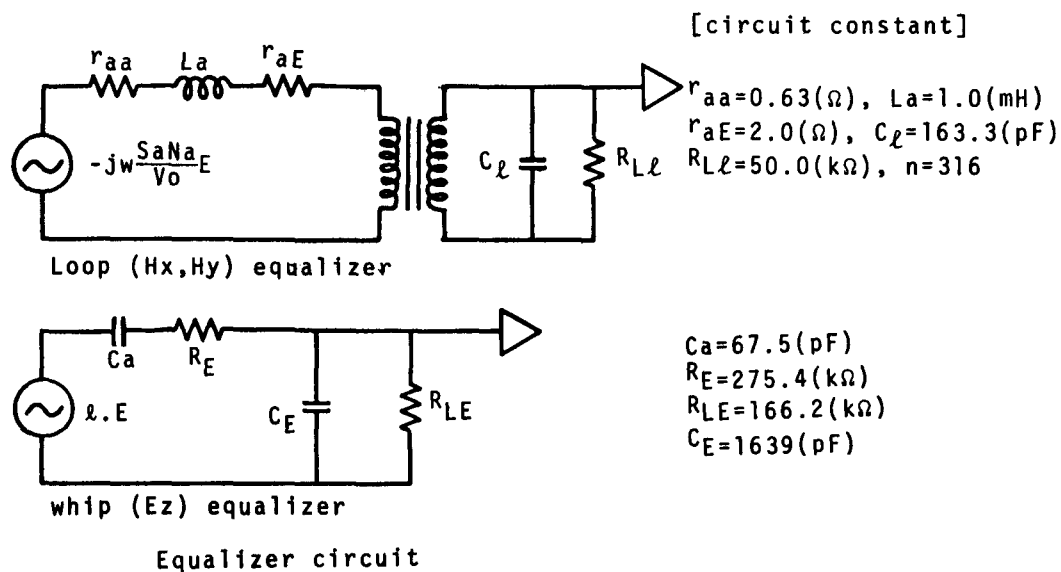 [circuit constant]
raa La raE
-jw SaNa/Vo E
Cℓ RLℓ
raa=0.63(Ω), La=1.0(mH)
raE=2.0(Ω), Cℓ=163.3(pF)
RLℓ=50.0(kΩ), n=316
Loop (Hx,Hy) equalizer
Ca RE
ℓ.E
CE RLE
Ca=67.5(pF)
RE=275.4(kΩ)
RLE=166.2(kΩ)
CE=1639(pF)
whip (Ez) equalizer
Equalizer circuit